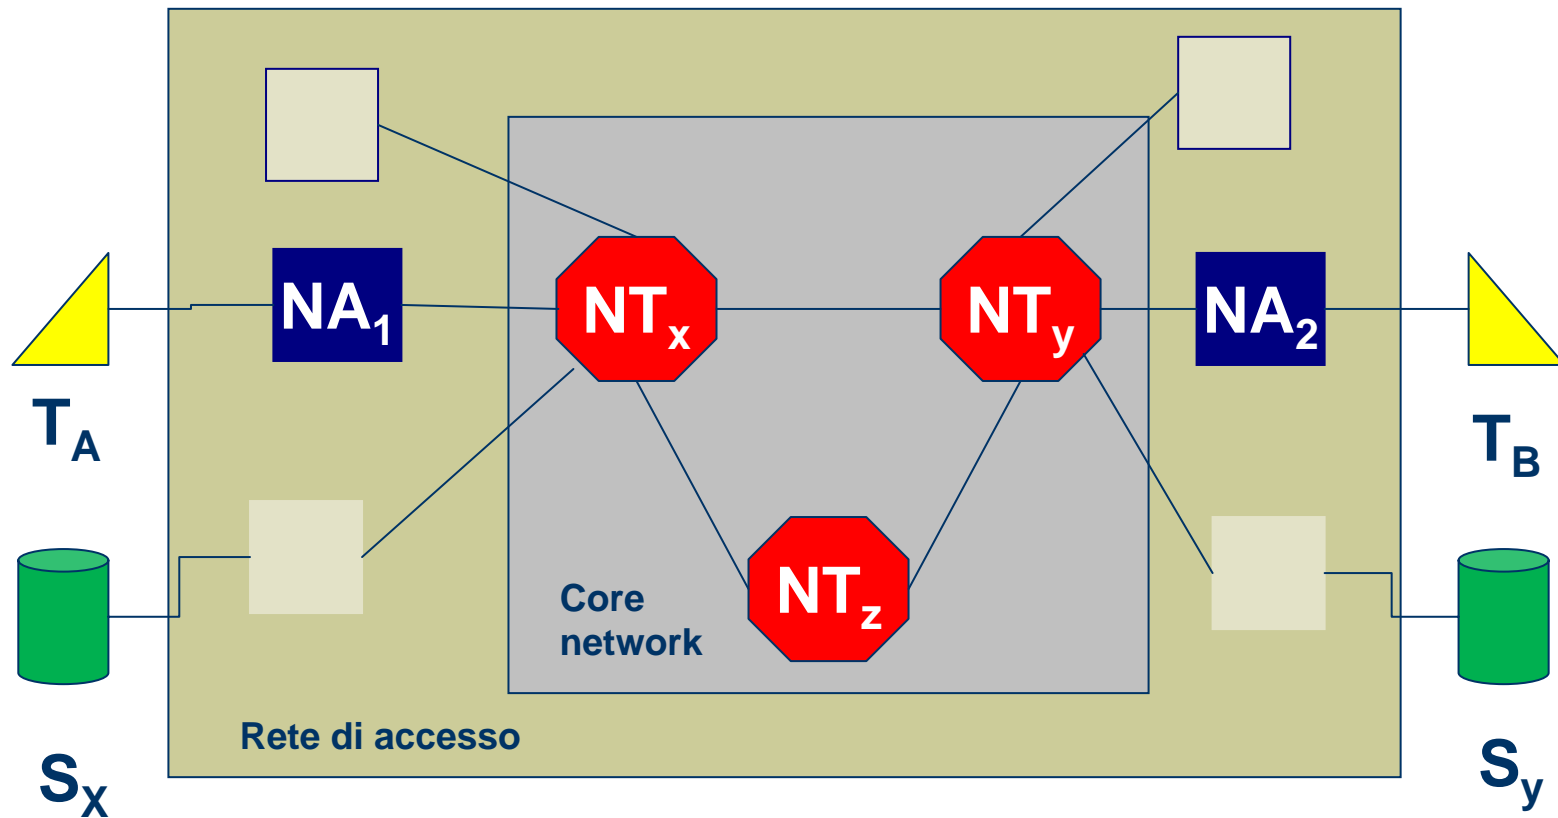 NA1
NTx
NTy
NA2
TA
TB
NTz
Core
network
Rete di accesso
SX
Sy